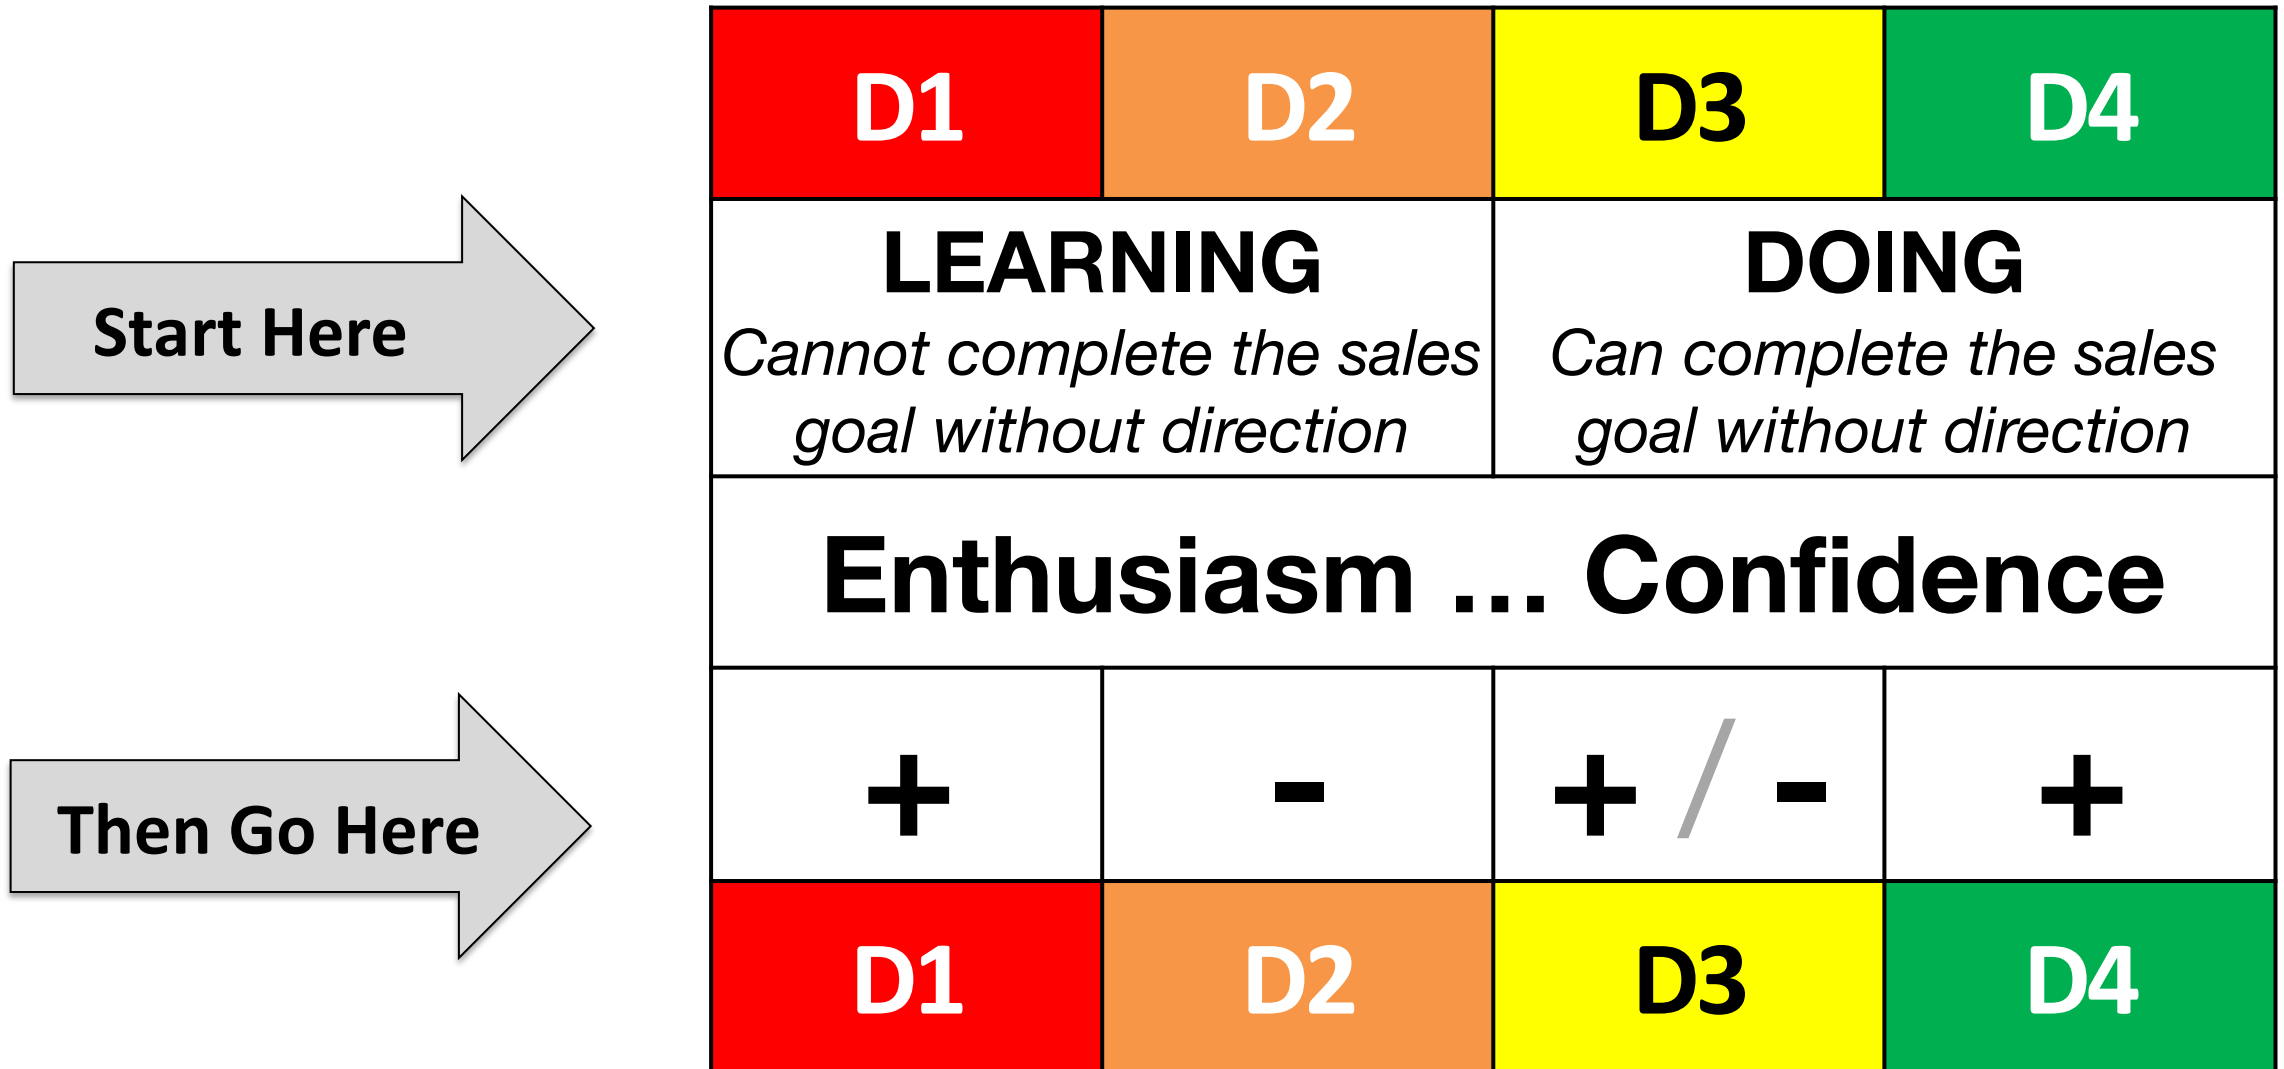 D1 D2 D3 D4
Start Here
LEARNING
Cannot complete the sales
goal without direction
DOING
Can complete the sales
goal without direction
Enthusiasm ... Confidence
Then Go Here
+ - + / - +
D1 D2 D3 D4